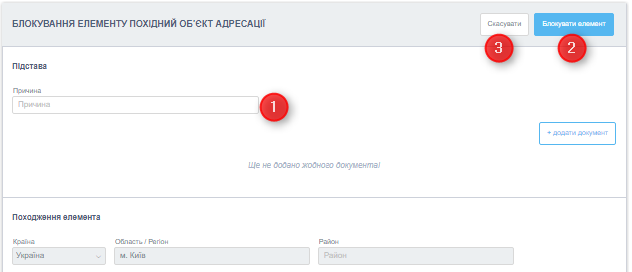 БЛОКУВАННЯ ЕЛЕМЕНТУ ПОХІДНИЙ ОБ'ЄКТ АДРЕСАЦІЇ
Скасувати
Блокувати елемент
3
2
Підстава
Причина
Причина
1
+ додати документ
Ще не додано жодного документа!
Походження елемента
Країна
Область / Регіон
Район
Україна
м. Київ
Район